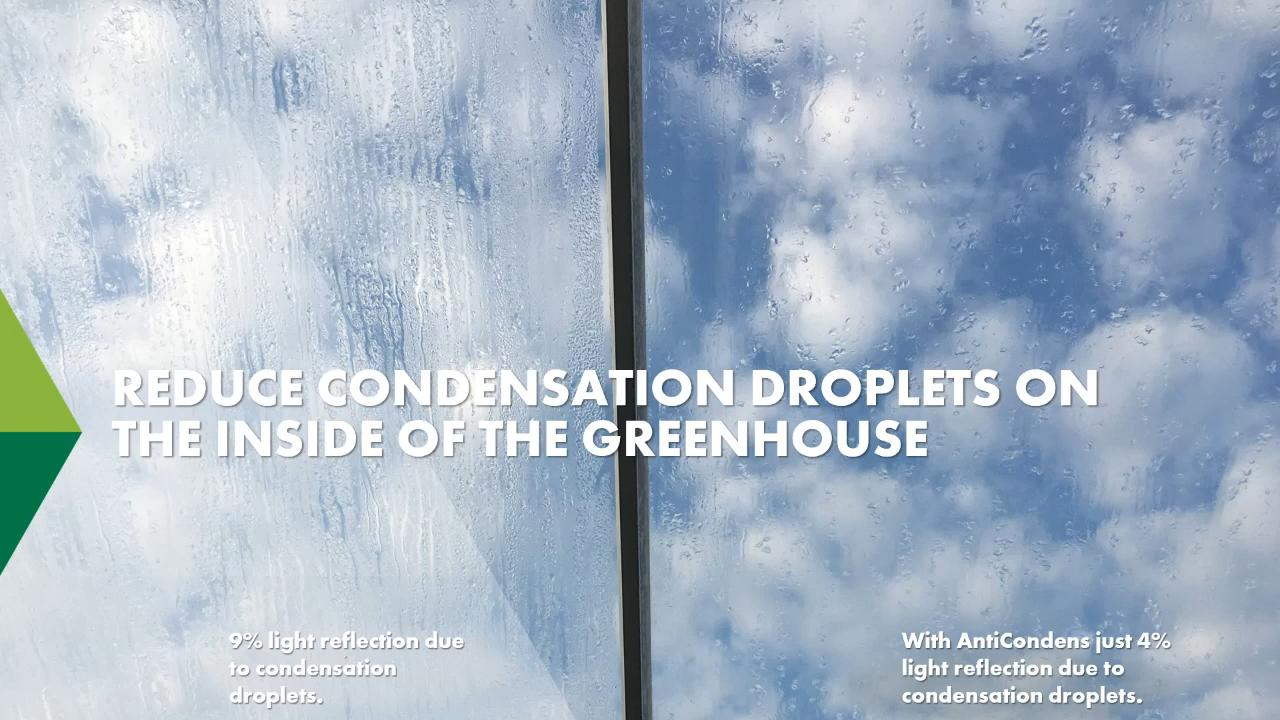 REDUCE CONDENSATION DROPLETS ON
THE INSIDE OF THE GREENHOUSE
9% light reflection due
to condensation
droplets.
With AntiCondens just 4%
light reflection due to
condensation droplets.